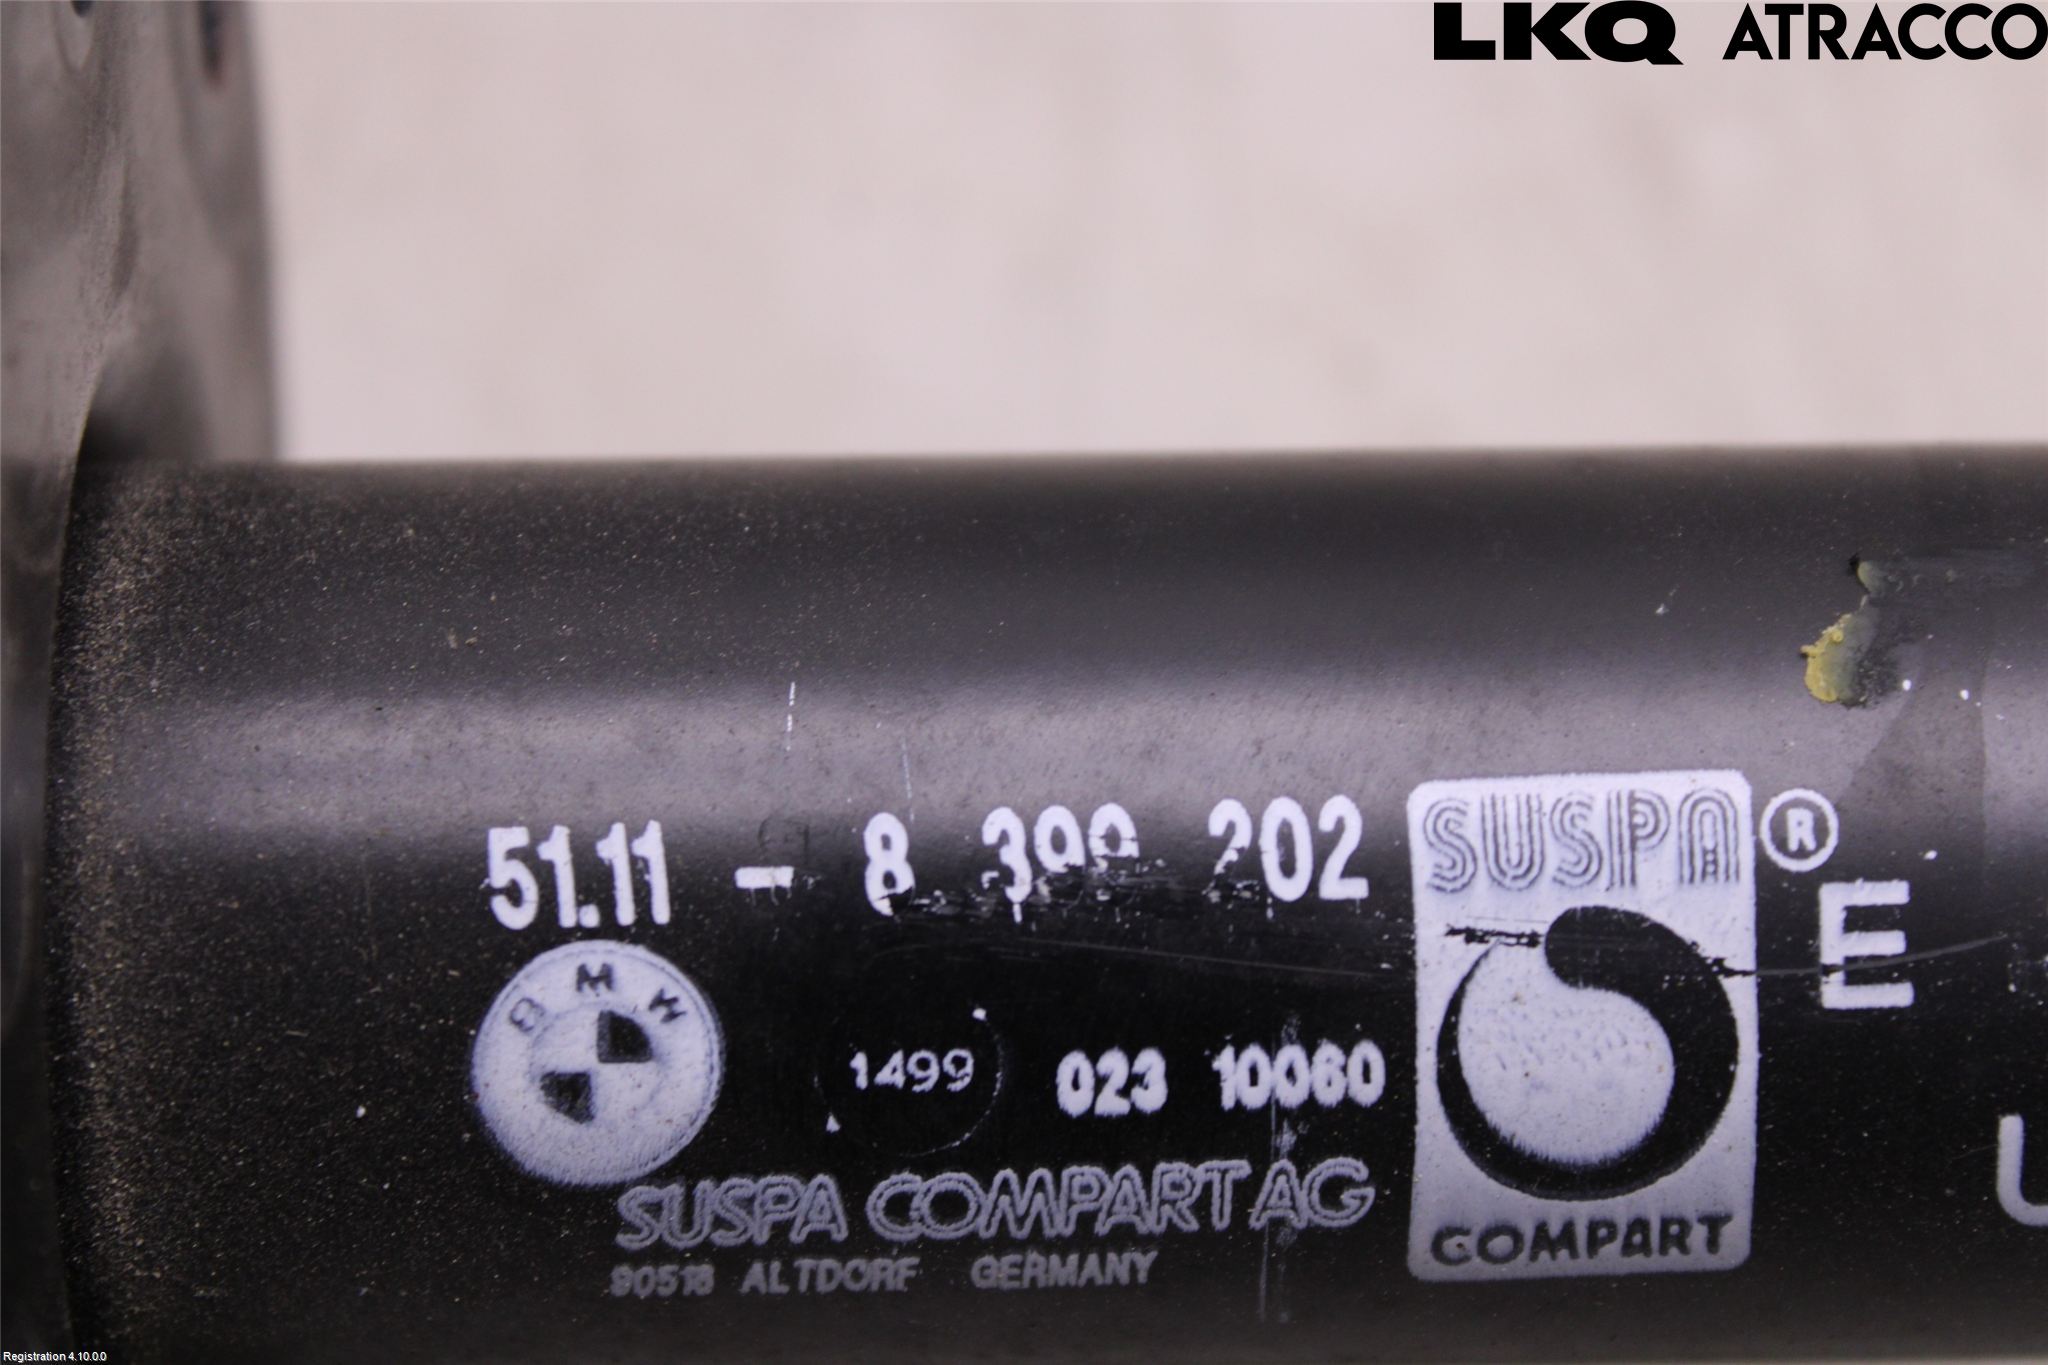 LKQ ATRACCO
51.11 - 8 399 202
SUSPA ®
E
BMW
1499 023 10060
SUSPA COMPART AG
COMPART
90518 ALTDORF GERMANY
Registration 4.10.0.0